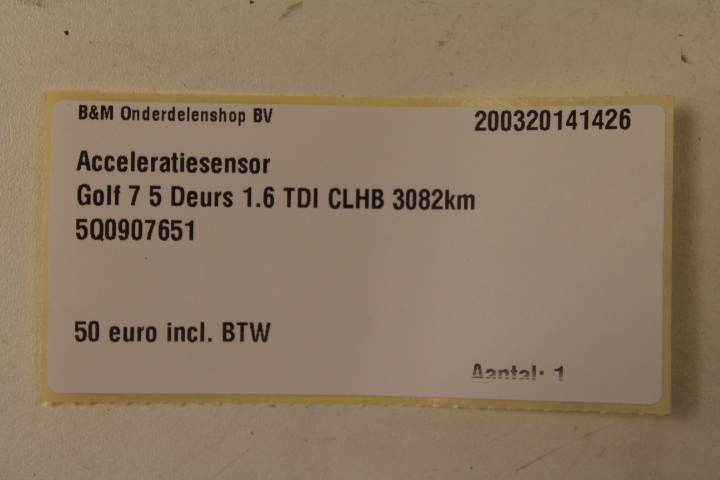 B&M Onderdelenshop BV
200320141426
Acceleratiesensor
Golf 7 5 Deurs 1.6 TDI CLHB 3082km
5Q0907651
50 euro incl. BTW
Aantal: 1